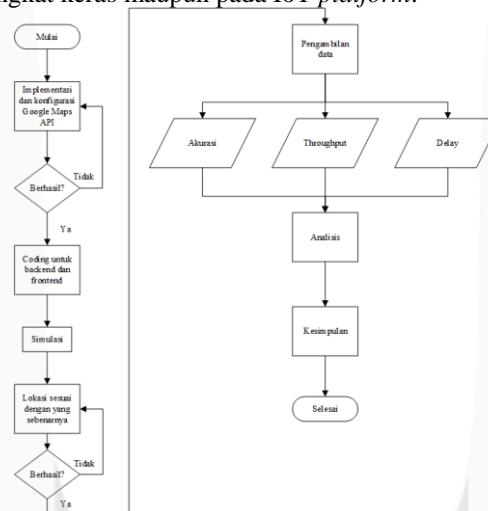 ngkat keras maupun pada IoT platform.
Mulai
Implementasi
dan konfigurasi
Google Maps
API
Berhasil?
Tidak
Ya
Coding untuk
backend dan
frontend
Simulasi
Lokasi sesuai
dengan yang
sebenarnya
Berhasil?
Tidak
Ya
Pengambilan
data
Akurasi
Throughput
Delay
Analisis
Kesimpulan
Selesai